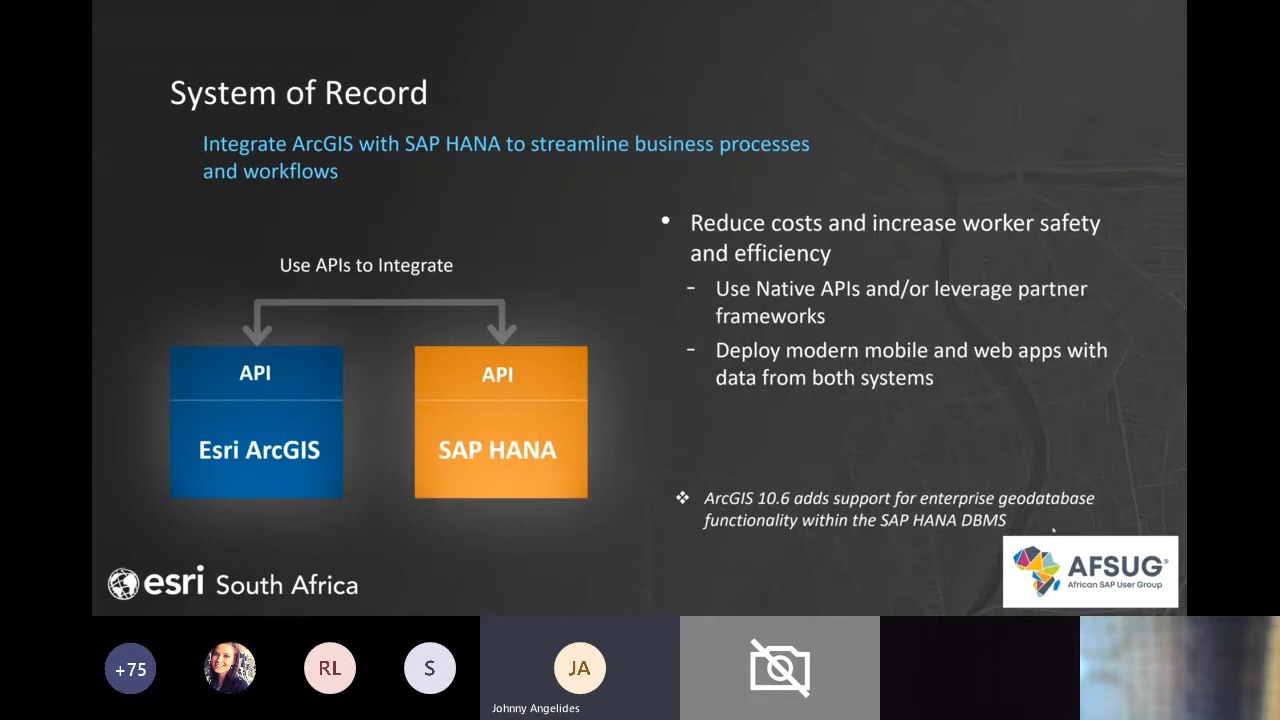 System of Record
Integrate ArcGIS with SAP HANA to streamline business processes
and workflows
Use APIs to Integrate
API
Esri ArcGIS
API
SAP HANA
• Reduce costs and increase worker safety
and efficiency
- Use Native APIs and/or leverage partner
frameworks
- Deploy modern mobile and web apps with
data from both systems
❖ ArcGIS 10.6 adds support for enterprise geodatabase
functionality within the SAP HANA DBMS
esri South Africa
AFSUG®
African SAP User Group
+75
RL
S
JA
Johnny Angelides